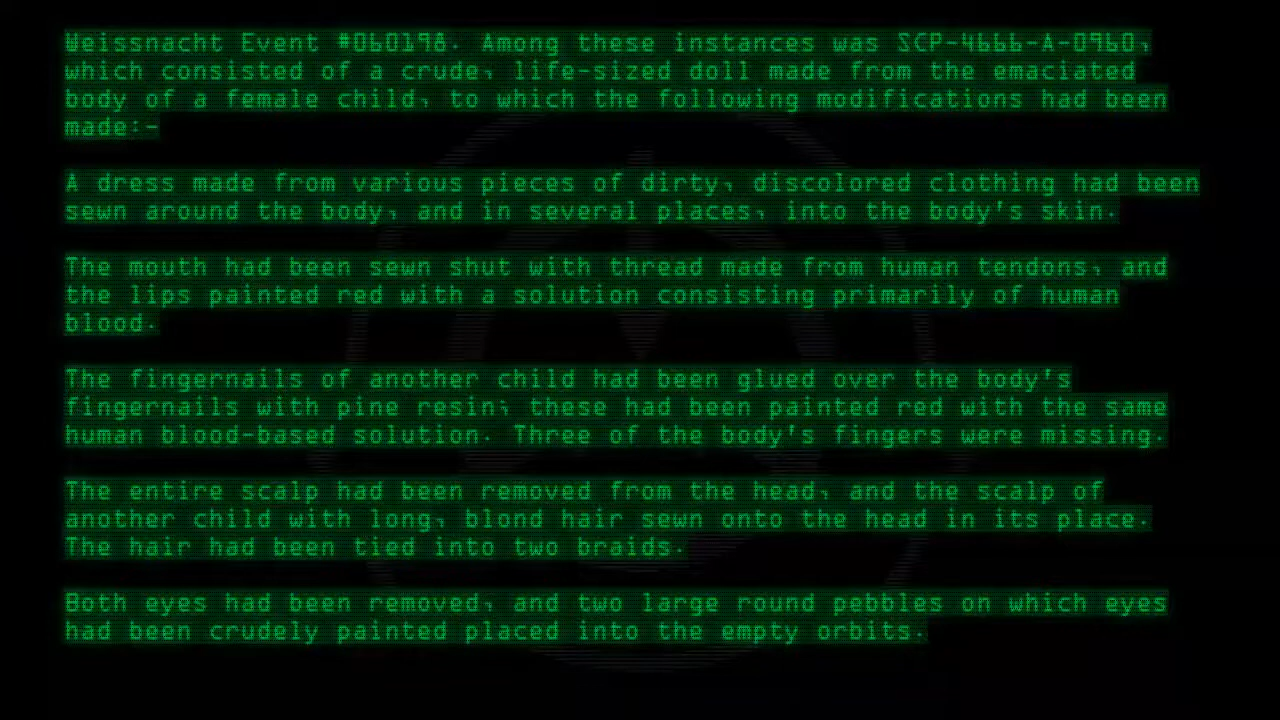 Weissnacht Event #060198. Among these instances was SCP-4666-A-0960,
which consisted of a crude, life-sized doll made from the emaciated
body of a female child, to which the following modifications had been
made:-
A dress made from various pieces of dirty, discolored clothing had been
sewn around the body, and in several places, into the body's skin.
The mouth had been sewn shut with thread made from human tendons, and
the lips painted red with a solution consisting primarily of human
blood.
The fingernails of another child had been glued over the body's
fingernails with pine resin; these had been painted red with the same
human blood-based solution. Three of the body's fingers were missing.
The entire scalp had been removed from the head, and the scalp of
another child with long, blond hair sewn onto the head in its place.
The hair had been tied into two braids.
Both eyes had been removed, and two large round pebbles on which eyes
had been crudely painted placed into the empty orbits.